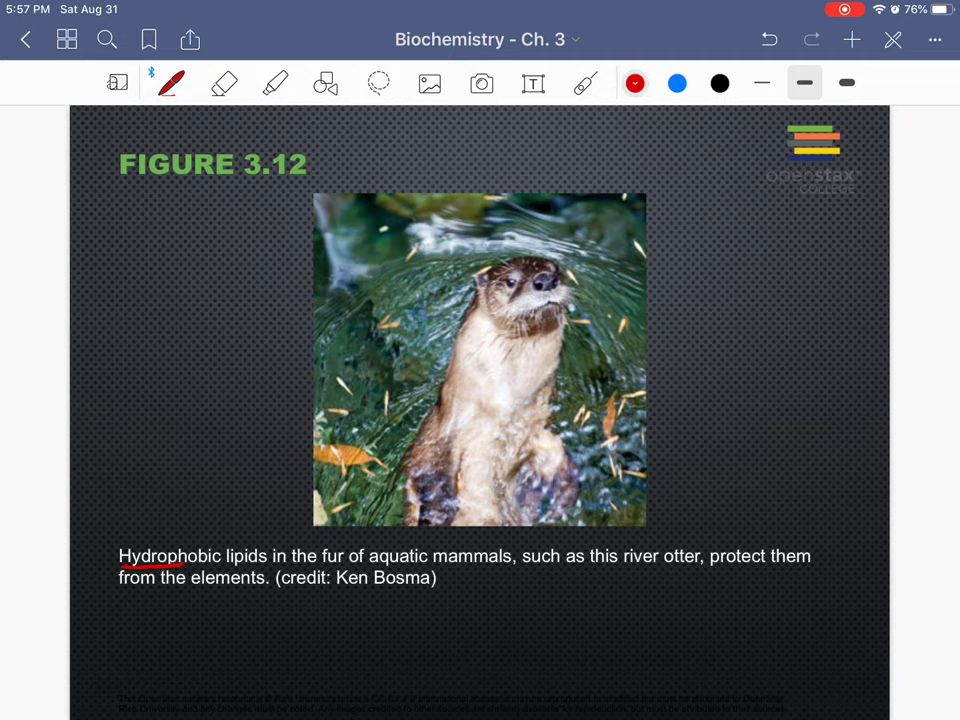 5:57 PM Sat Aug 31
76%
Biochemistry - Ch. 3
T
FIGURE 3.12
openstax
COLLEGE
Hydrophobic lipids in the fur of aquatic mammals, such as this river otter, protect them
from the elements. (credit: Ken Bosma)